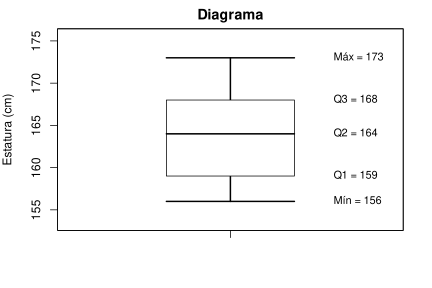 Diagrama
Estatura (cm)
175
170
165
160
155
Máx = 173
Q3 = 168
Q2 = 164
Q1 = 159
Mín = 156